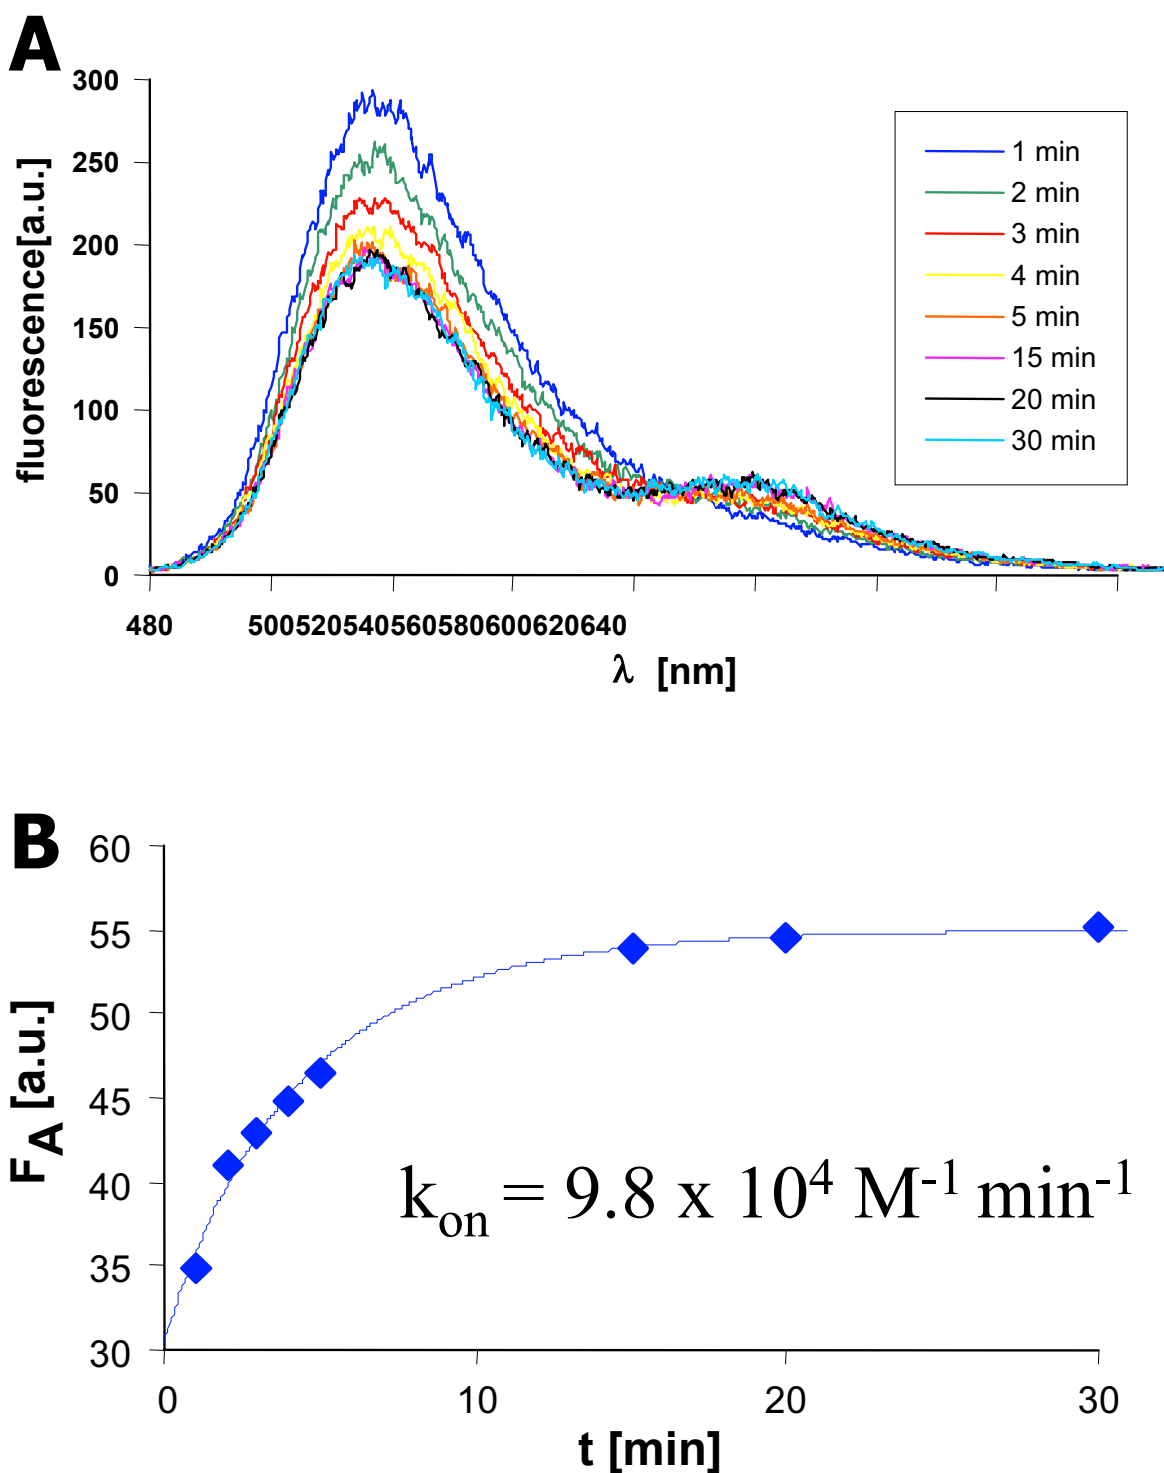 A
300
250
200
150
100
50
0
fluorescence[a.u.]
1 min
2 min
3 min
4 min
5 min
15 min
20 min
30 min
480 500520540560580600620640
λ [nm]
B
60
55
50
45
40
35
30
F_A [a.u.]
k_on = 9.8 x 10^4 M^-1 min^-1
0 10 20 30
t [min]